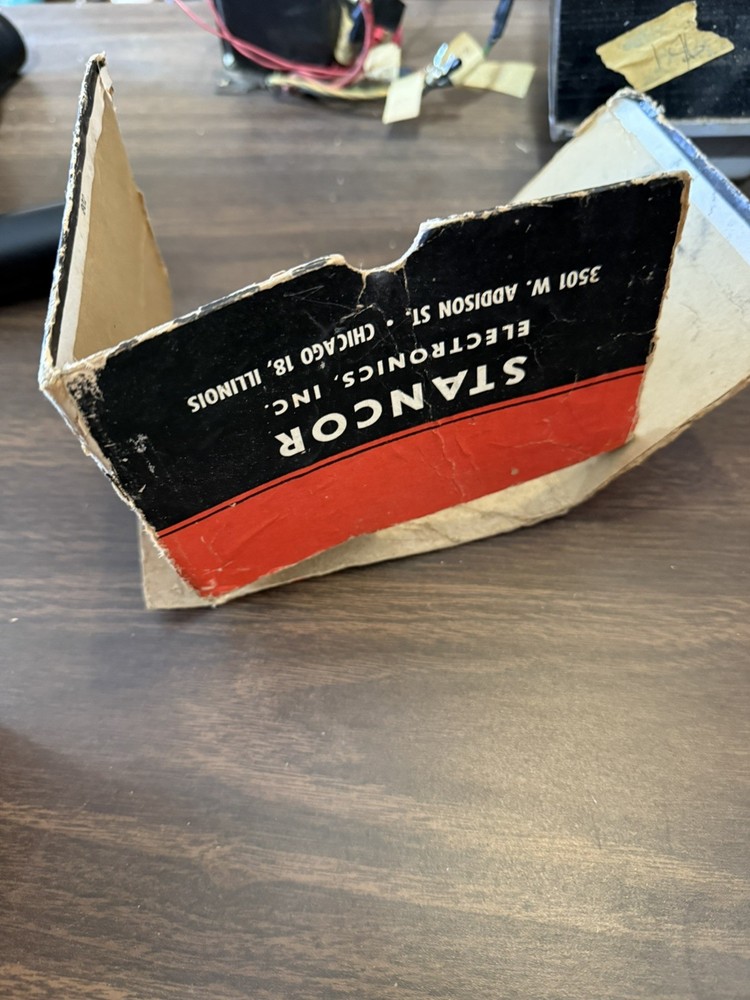 STANCOR
ELECTRONICS, INC.
3501 W. ADDISON ST. • CHICAGO 18, ILLINOIS